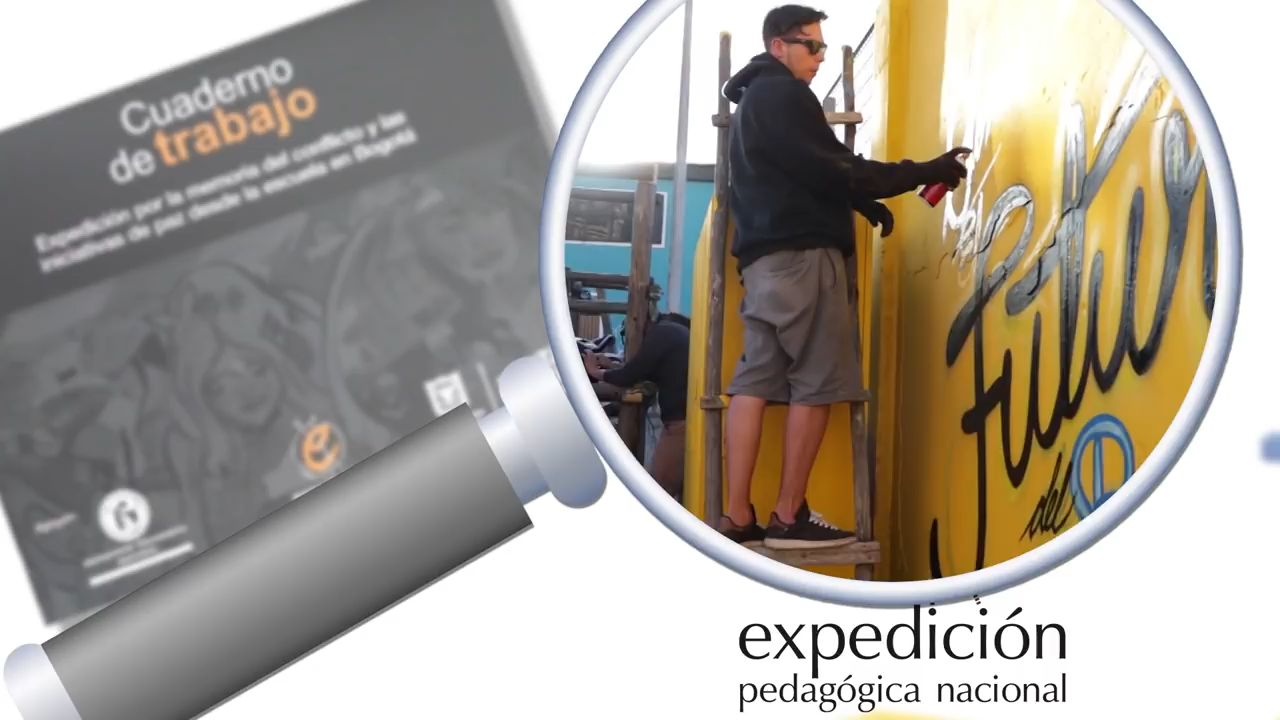 Cuaderno
de trabajo
Expedición por la memoria del conflicto y las
iniciativas de paz desde la escuela en Bogotá
e
Futuro
del
expedición
pedagógica nacional